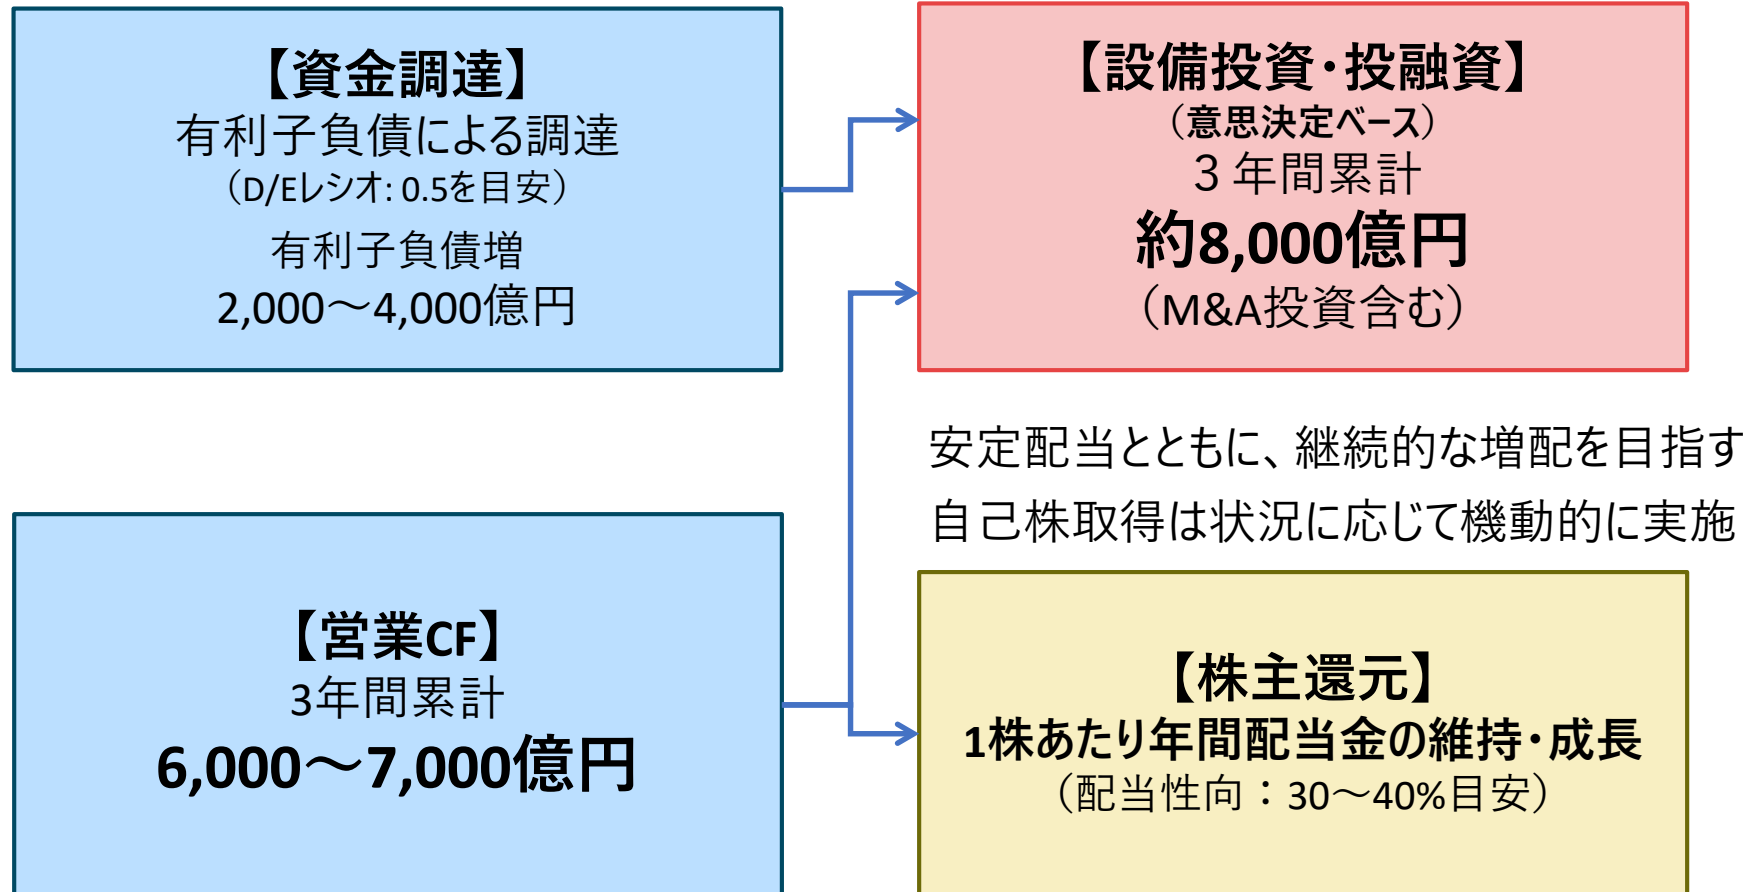 【資金調達】
有利子負債による調達
（D/Eレシオ: 0.5を目安）
有利子負債増
2,000～4,000億円
【設備投資・投融資】
（意思決定ベース）
３年間累計
約8,000億円
（M&A投資含む）
安定配当とともに、継続的な増配を目指す
自己株取得は状況に応じて機動的に実施
【営業CF】
3年間累計
6,000～7,000億円
【株主還元】
1株あたり年間配当金の維持・成長
（配当性向：30～40%目安）